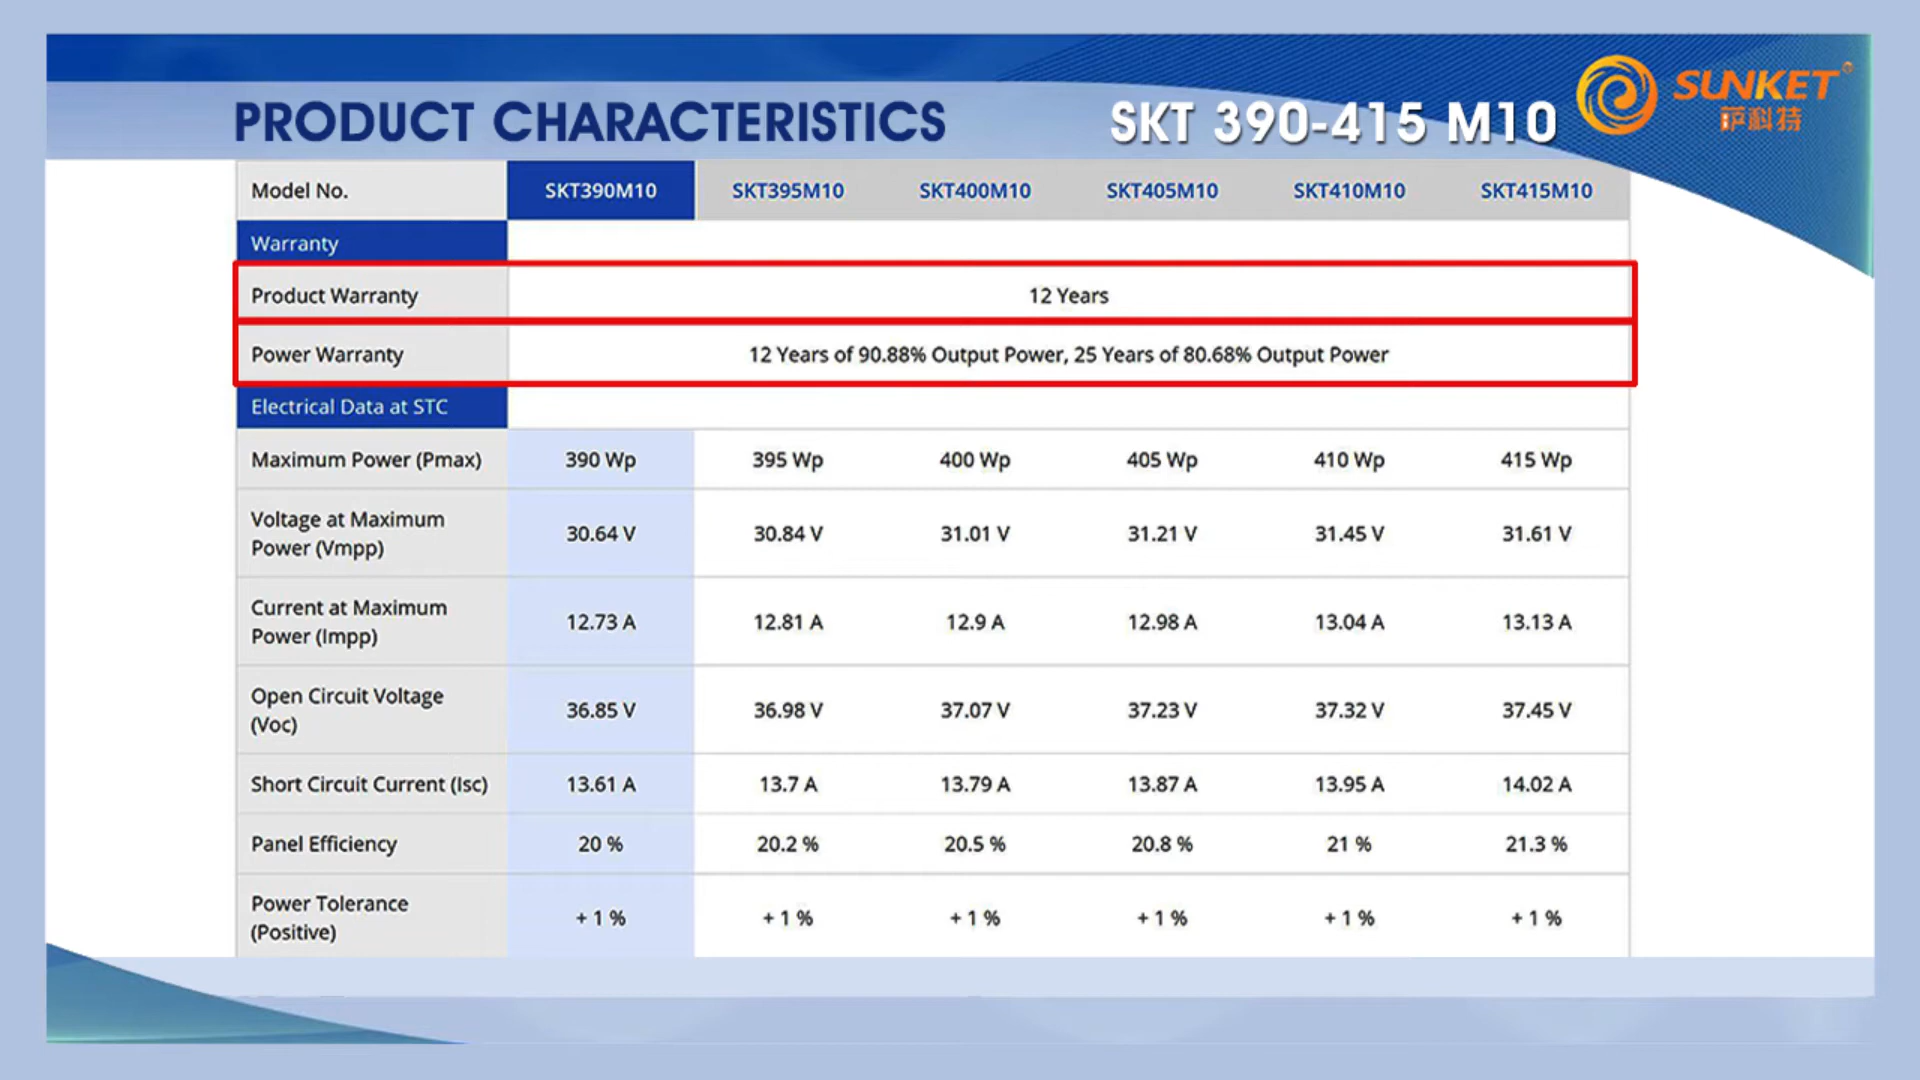 PRODUCT CHARACTERISTICS SKT 390-415 M10 SUNKET
萨科特
Model No. SKT390M10 SKT395M10 SKT400M10 SKT405M10 SKT410M10 SKT415M10
Warranty
Product Warranty 12 Years
Power Warranty 12 Years of 90.88% Output Power, 25 Years of 80.68% Output Power
Electrical Data at STC
Maximum Power (Pmax) 390 Wp 395 Wp 400 Wp 405 Wp 410 Wp 415 Wp
Voltage at Maximum
Power (Vmpp) 30.64 V 30.84 V 31.01 V 31.21 V 31.45 V 31.61 V
Current at Maximum
Power (Impp) 12.73 A 12.81 A 12.9 A 12.98 A 13.04 A 13.13 A
Open Circuit Voltage
(Voc) 36.85 V 36.98 V 37.07 V 37.23 V 37.32 V 37.45 V
Short Circuit Current (Isc) 13.61 A 13.7 A 13.79 A 13.87 A 13.95 A 14.02 A
Panel Efficiency 20 % 20.2 % 20.5 % 20.8 % 21 % 21.3 %
Power Tolerance
(Positive) + 1 % + 1 % + 1 % + 1 % + 1 % + 1 %